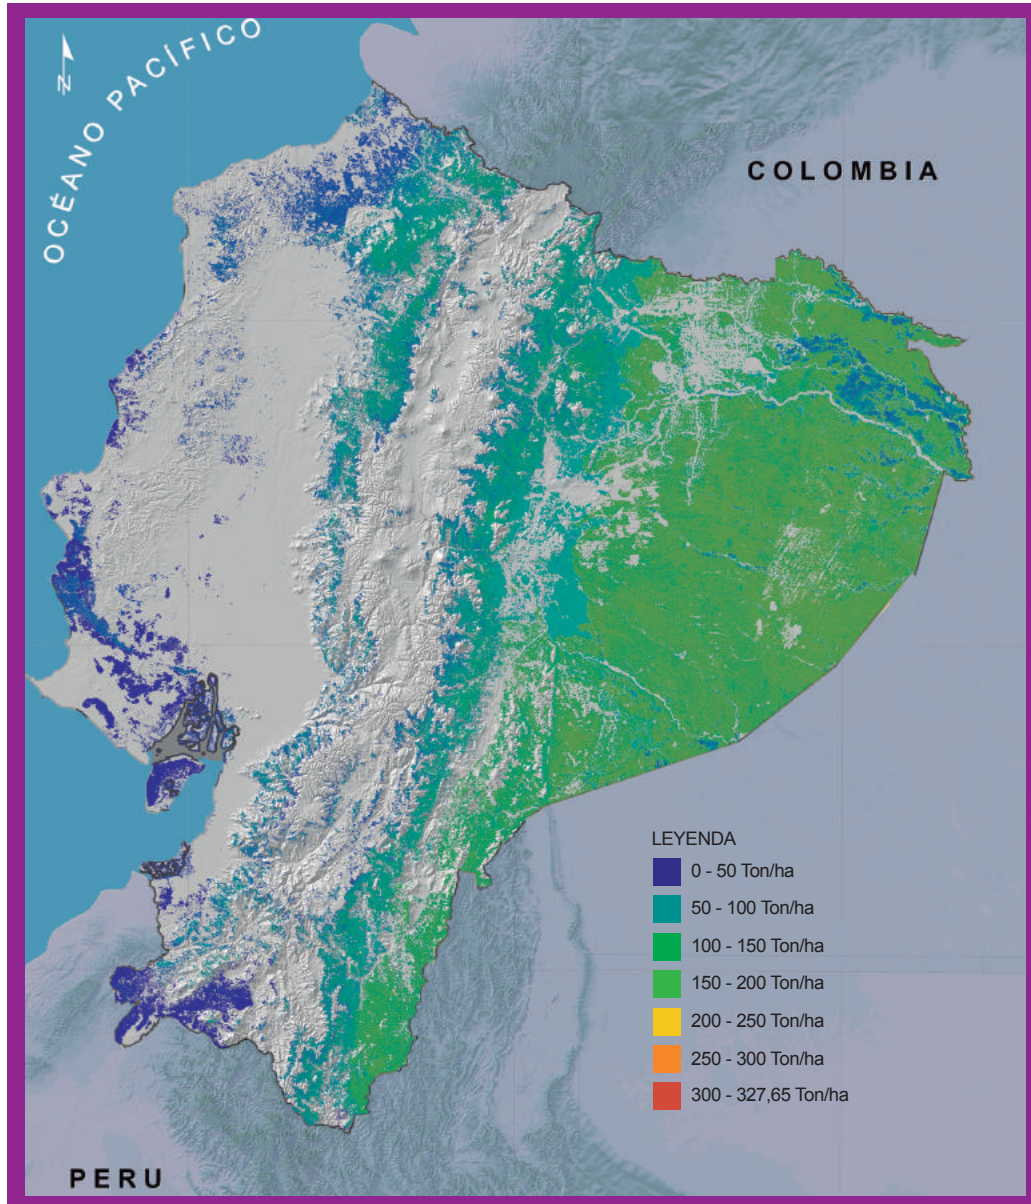 N
OCÉANO PACÍFICO
COLOMBIA
LEYENDA
0 - 50 Ton/ha
50 - 100 Ton/ha
100 - 150 Ton/ha
150 - 200 Ton/ha
200 - 250 Ton/ha
250 - 300 Ton/ha
300 - 327,65 Ton/ha
PERU